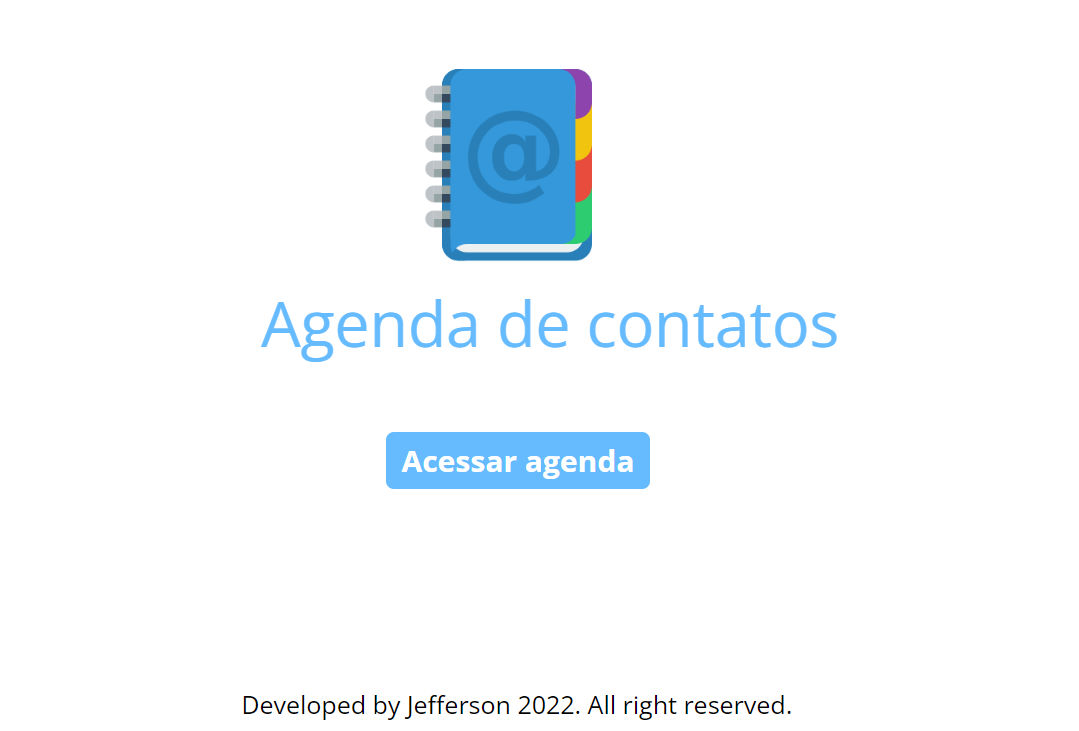 @
Agenda de contatos
Acessar agenda
Developed by Jefferson 2022. All right reserved.